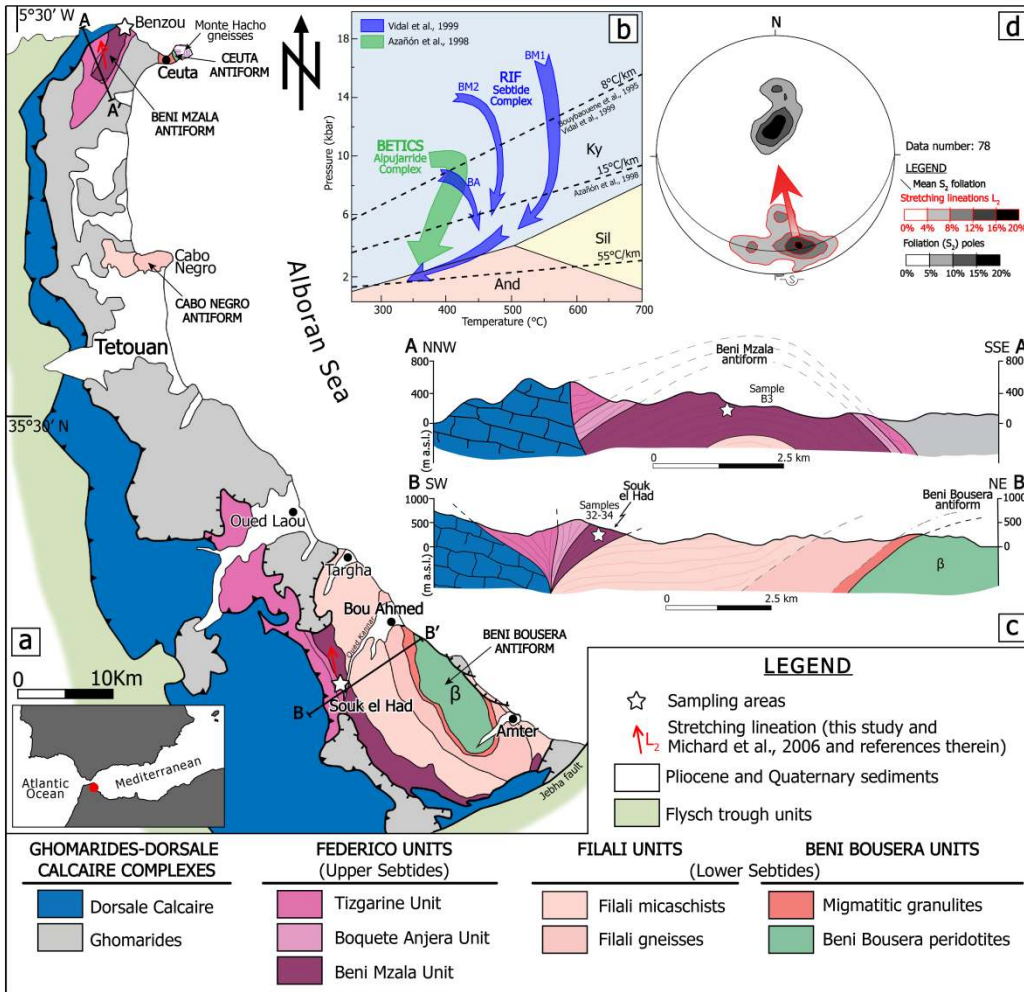 5°30' W
A
Benzou
Monte Hacho
gneisses
CEUTA
ANTIFORM
Ceuta
A'
BENI MZALA
ANTIFORM
Cabo
Negro
CABO NEGRO
ANTIFORM
Tetouan
Alboran Sea
35°30' N
Oued Laou
Targha
Bou Ahmed
Oued Kanner
B'
BENI BOUSERA
ANTIFORM
β
B
Souk el Had
Amter
Jebha fault
a
0 10Km
Atlantic
Ocean
Mediterranean
N
b
Vidal et al., 1999
Azañón et al., 1998
Pressure (kbar)
18
14
10
6
2
BM1
BM2
RIF
Sebtide
Complex
8°C/km
Bouybaouene et al., 1995
Vidal et al., 1999
BETICS
Alpujarride
Complex
BA
Ky
15°C/km
Azañón et al., 1998
Sil
55°C/km
And
300 400 500 600 700
Temperature (°C)
d
N
S
Data number: 78
LEGEND
Mean S2 foliation
Stretching lineations L2
0% 4% 8% 12% 16% 20%
Foliation (S2) poles
0% 5% 10% 15% 20%
A NNW
Beni Mzala
antiform
SSE A'
800
400
0
(m a.s.l.)
Sample
B3
800
400
0
0 2.5 km
B SW
Souk
el Had
Samples
32-34
NE B'
Beni Bousera
antiform
1000
500
0
(m a.s.l.)
1000
500
0
β
0 2.5 km
c
LEGEND
Sampling areas
L2 Stretching lineation (this study and
Michard et al., 2006 and references therein)
Pliocene and Quaternary sediments
Flysch trough units
GHOMARIDES-DORSALE
CALCAIRE COMPLEXES
Dorsale Calcaire
Ghomarides
FEDERICO UNITS
(Upper Sebtides)
Tizgarine Unit
Boquete Anjera Unit
Beni Mzala Unit
FILALI UNITS
BENI BOUSERA UNITS
(Lower Sebtides)
Filali micaschists
Filali gneisses
Migmatitic granulites
Beni Bousera peridotites